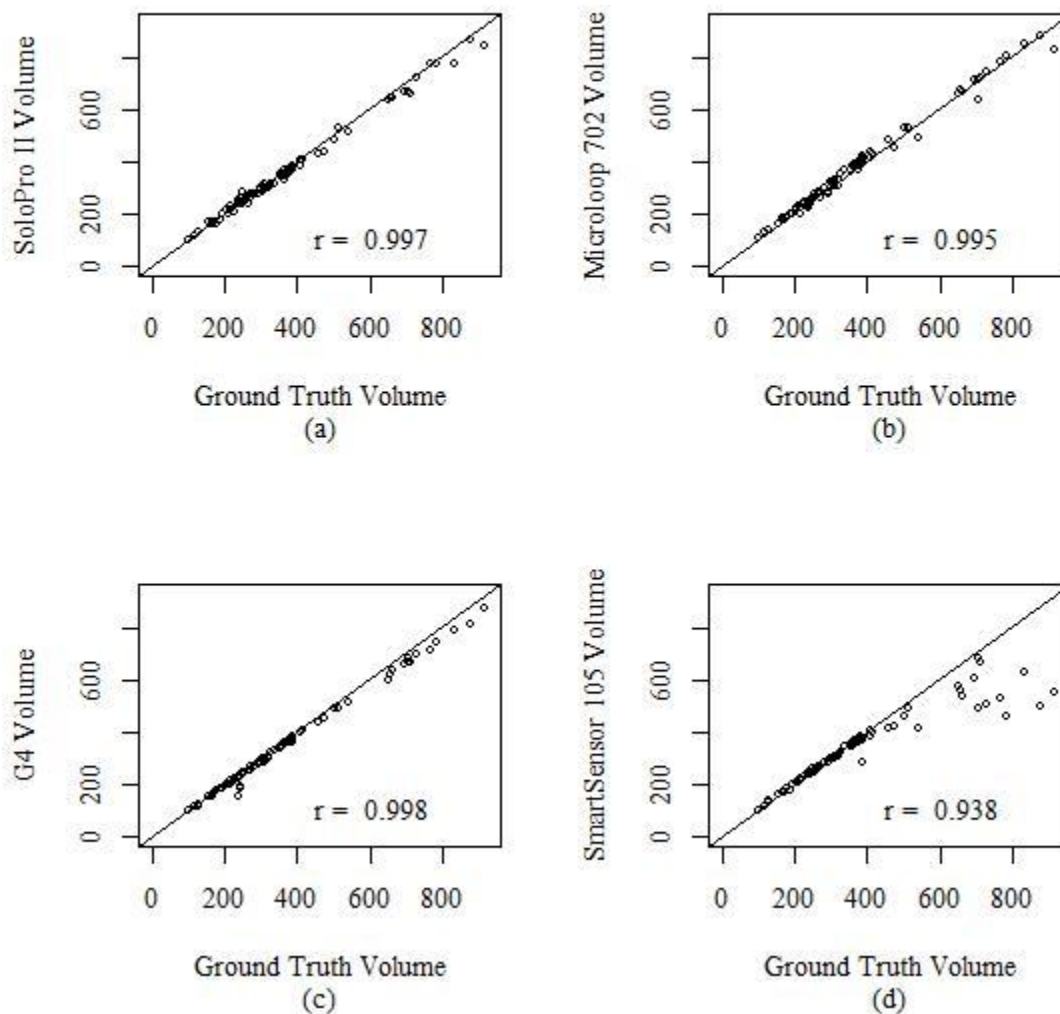 SoloPro II Volume
600
200
0
r = 0.997
0 200 400 600 800
Ground Truth Volume
(a)
Microloop 702 Volume
600
200
0
r = 0.995
0 200 400 600 800
Ground Truth Volume
(b)
G4 Volume
600
200
0
r = 0.998
0 200 400 600 800
Ground Truth Volume
(c)
SmartSensor 105 Volume
600
200
0
r = 0.938
0 200 400 600 800
Ground Truth Volume
(d)